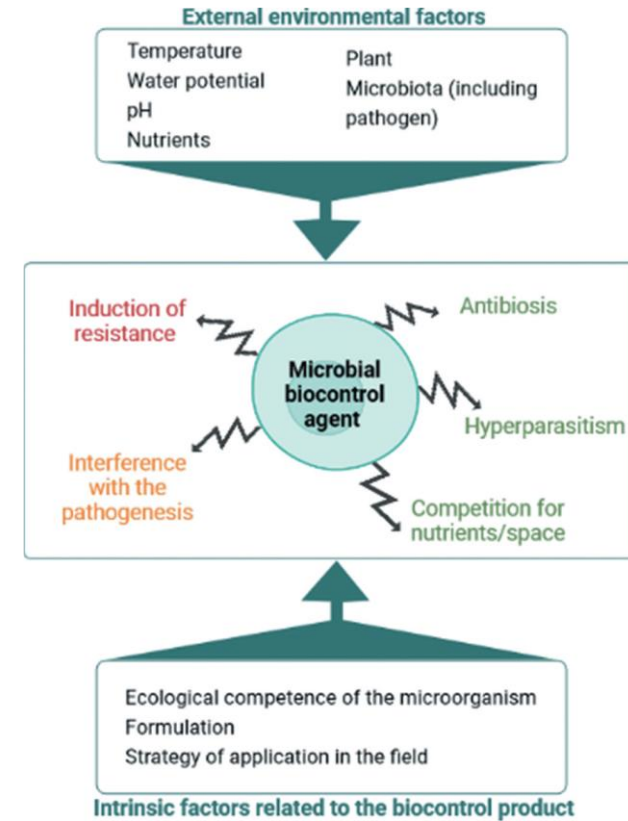 External environmental factors
Temperature
Water potential
pH
Nutrients
Plant
Microbiota (including
pathogen)
Induction of
resistance
Antibiosis
Microbial
biocontrol
agent
Hyperparasitism
Interference
with the
pathogenesis
Competition for
nutrients/space
Ecological competence of the microorganism
Formulation
Strategy of application in the field
Intrinsic factors related to the biocontrol product